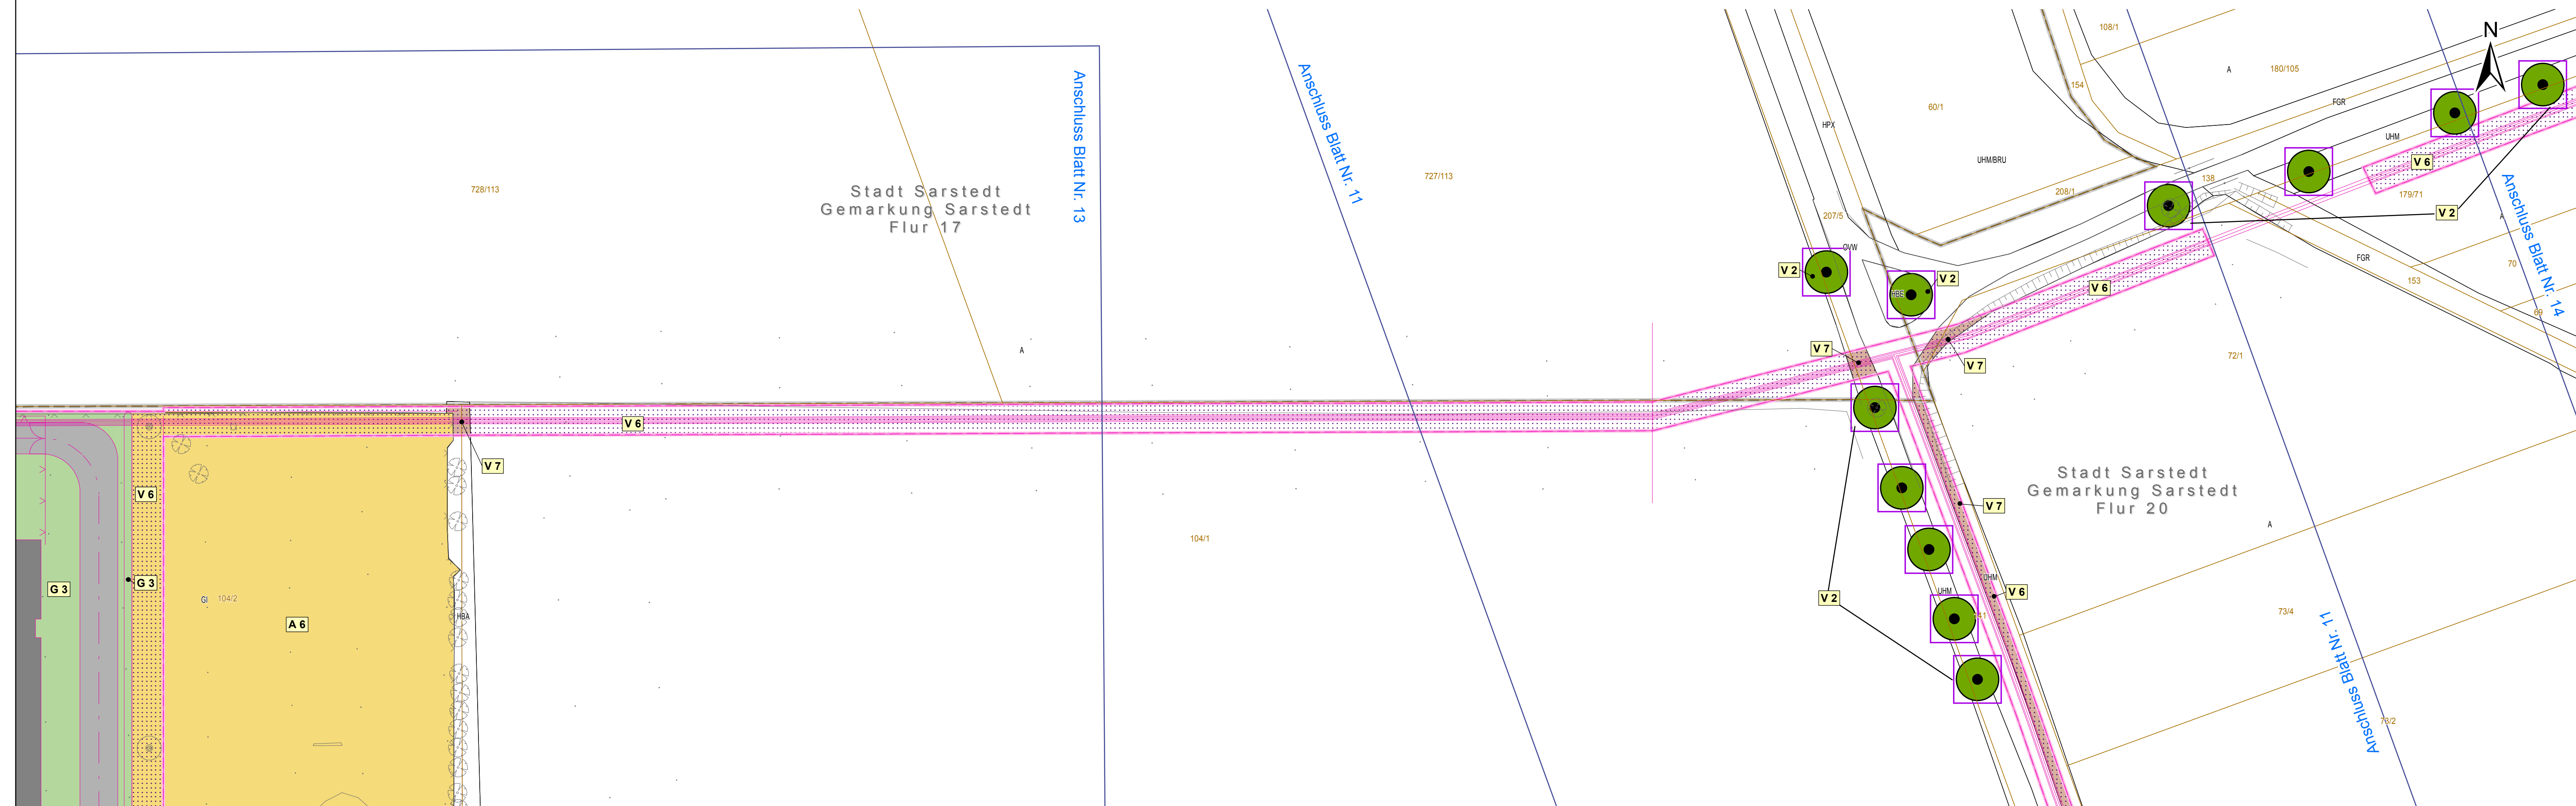 N
108/1
154
180/105
A
FGR
60/1
HPX
UHM
UHM/BRU
V 6
138
208/1
179/71
V 2
A
207/5
OVW
FGR
70
153
69
V 2
V 2
HBE
V 6
V 7
V 7
72/1
Anschluss Blatt Nr. 13
Anschluss Blatt Nr. 11
Anschluss Blatt Nr. 14
728/113
Stadt Sarstedt
Gemarkung Sarstedt
Flur 17
727/113
A
V 6
V 7
V 6
G 3
G 3
GI
104/2
A 6
HBA
104/1
Stadt Sarstedt
Gemarkung Sarstedt
Flur 20
V 7
A
UHM
UHM
V 6
V 2
41
73/4
73/2
Anschluss Blatt Nr. 11